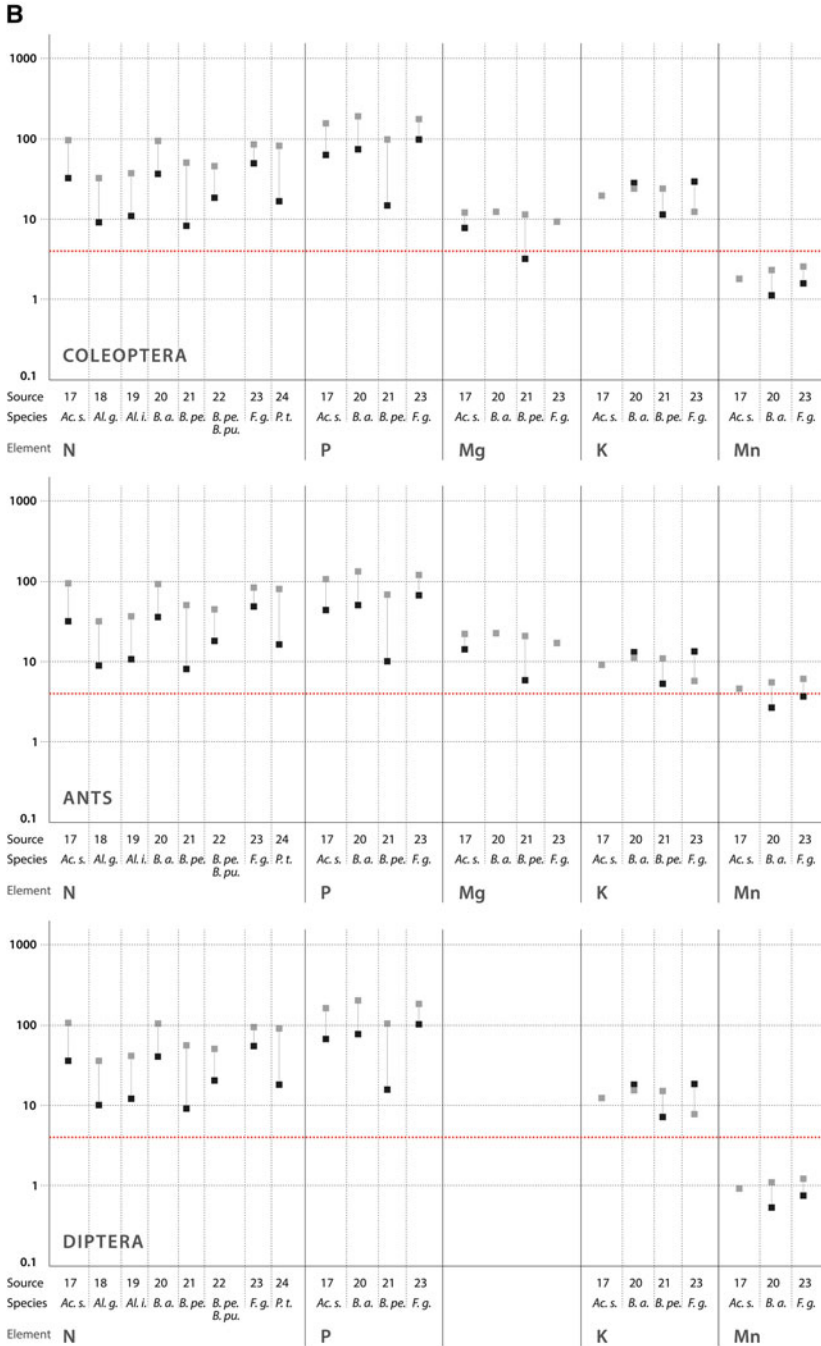 B
1000
100
10
1
0.1
COLEOPTERA
Source 17 18 19 20 21 22 23 24 17 20 21 23 17 20 21 23 17 20 21 23 17 20 23
Species Ac. s. Al. g. Al. i. B. a. B. pe. B. pe. F. g. P. t. Ac. s. B. a. B. pe. F. g. Ac. s. B. a. B. pe. F. g. Ac. s. B. a. B. pe. F. g. Ac. s. B. a. F. g.
B. pu.
Element N P Mg K Mn
1000
100
10
1
0.1
ANTS
Source 17 18 19 20 21 22 23 24 17 20 21 23 17 20 21 23 17 20 21 23 17 20 23
Species Ac. s. Al. g. Al. i. B. a. B. pe. B. pe. F. g. P. t. Ac. s. B. a. B. pe. F. g. Ac. s. B. a. B. pe. F. g. Ac. s. B. a. B. pe. F. g. Ac. s. B. a. F. g.
B. pu.
Element N P Mg K Mn
1000
100
10
1
0.1
DIPTERA
Source 17 18 19 20 21 22 23 24 17 20 21 23 17 20 21 23 17 20 23
Species Ac. s. Al. g. Al. i. B. a. B. pe. B. pe. F. g. P. t. Ac. s. B. a. B. pe. F. g. Ac. s. B. a. B. pe. F. g. Ac. s. B. a. F. g.
B. pu.
Element N P K Mn